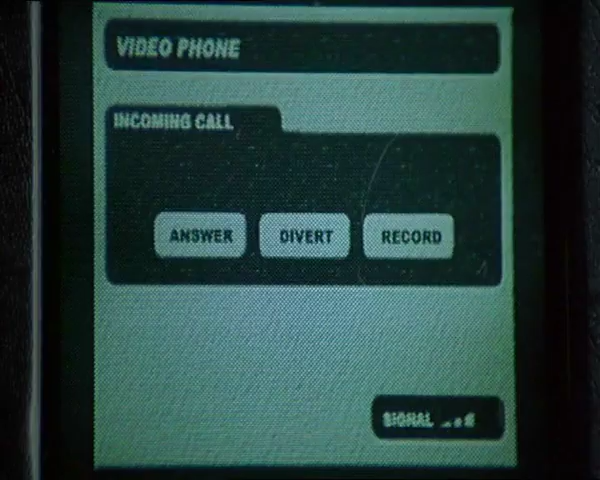 VIDEO PHONE
INCOMING CALL
ANSWER DIVERT RECORD
SIGNAL